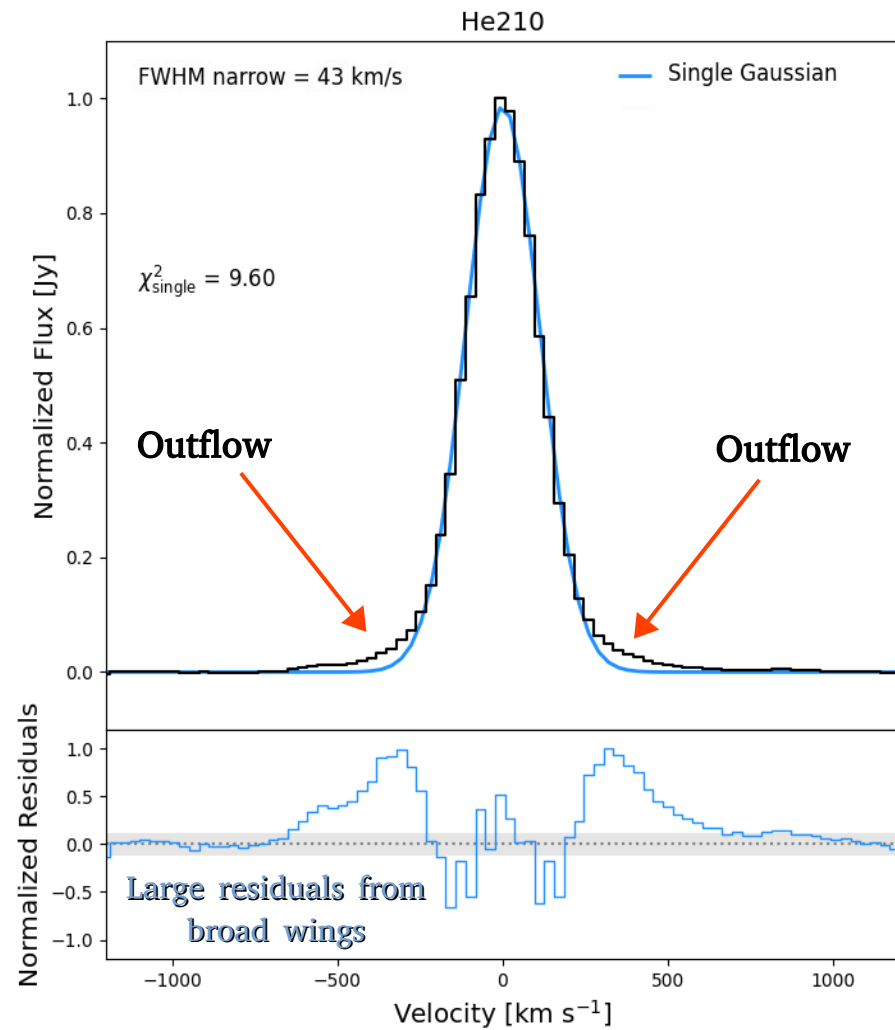 He210
FWHM narrow = 43 km/s
Single Gaussian
χ²single = 9.60
Outflow
Outflow
Normalized Flux [Jy]
1.0
0.8
0.6
0.4
0.2
0.0
Normalized Residuals
1.0
0.5
0.0
−0.5
−1.0
Large residuals from
broad wings
−1000
−500
0
500
1000
Velocity [km s⁻¹]